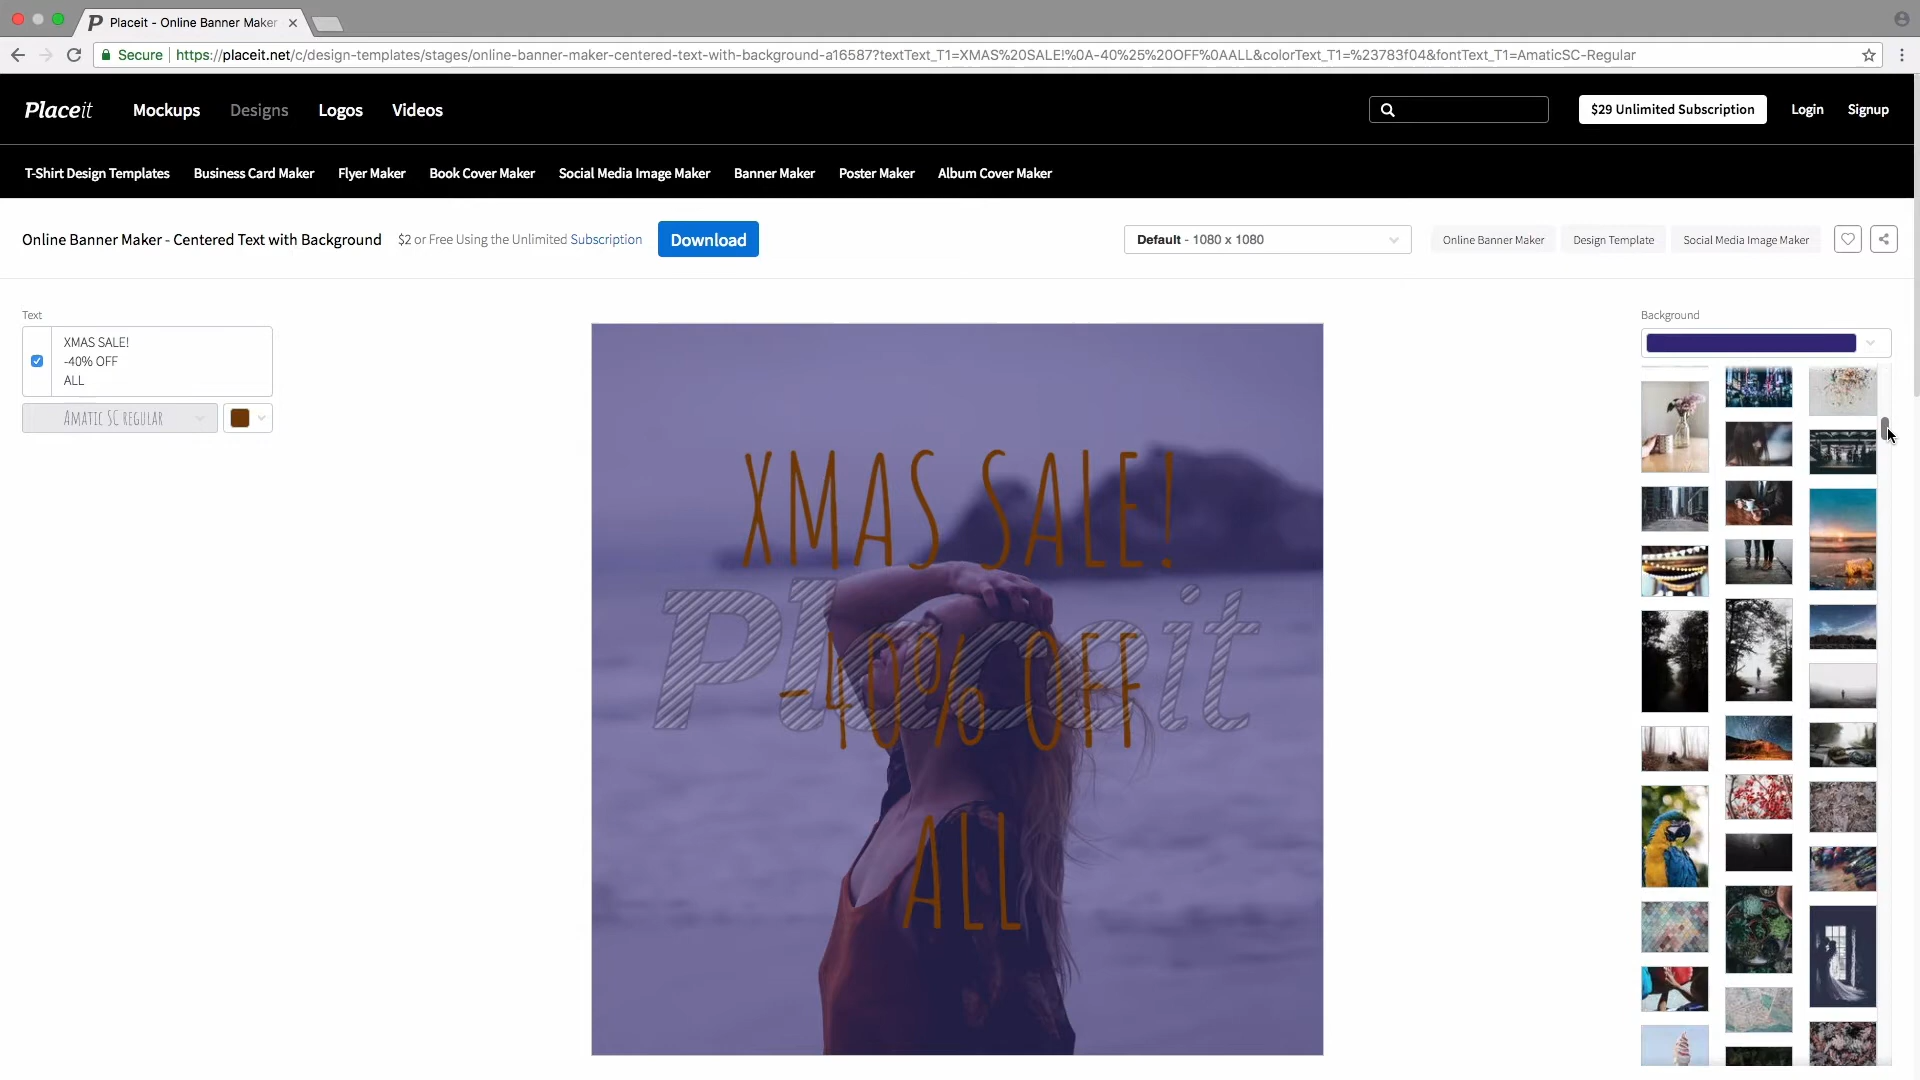 Placeit - Online Banner Maker
Secure
https://placeit.net/c/design-templates/stages/online-banner-maker-centered-text-with-background-a16587?textText_T1=XMAS%20SALE!%0A-40%25%20OFF%0AALL&colorText_T1=%23783f04&fontText_T1=AmaticSC-Regular
Placeit
Mockups
Designs
Logos
Videos
$29 Unlimited Subscription
Login
Signup
T-Shirt Design Templates
Business Card Maker
Flyer Maker
Book Cover Maker
Social Media Image Maker
Banner Maker
Poster Maker
Album Cover Maker
Online Banner Maker - Centered Text with Background
$2 or Free Using the Unlimited Subscription
Download
Default - 1080 x 1080
Online Banner Maker
Design Template
Social Media Image Maker
Text
XMAS SALE!
-40% OFF
ALL
AMATIC SC REGULAR
Background
XMAS SALE!
Placeit
-40% OFF
ALL